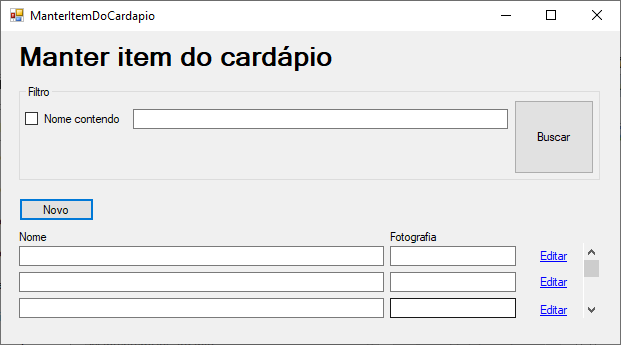 ManterItemDoCardapio
Manter item do cardápio
Filtro
Nome contendo
Buscar
Novo
Nome Fotografia
Editar
Editar
Editar